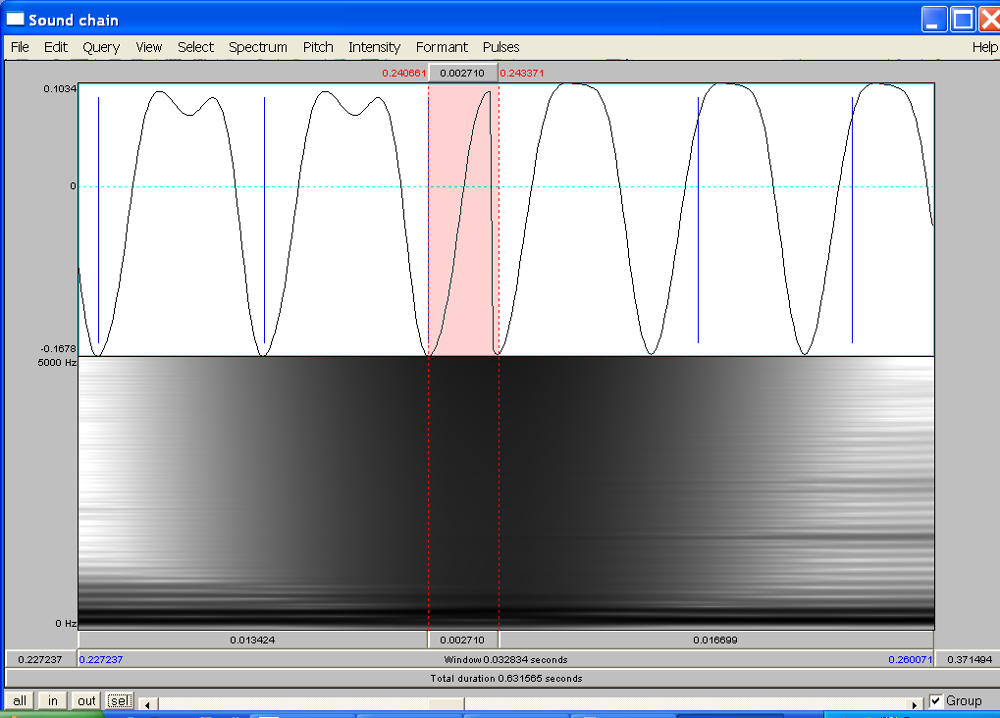 Sound chain
File Edit Query View Select Spectrum Pitch Intensity Formant Pulses Help
0.240661 0.002710 0.243371
0.1034
0
-0.1678
5000 Hz
0 Hz
0.013424 0.002710 0.016699
0.227237 0.227237 Window 0.032834 seconds 0.260071 0.371494
Total duration 0.631565 seconds
all in out sel Group